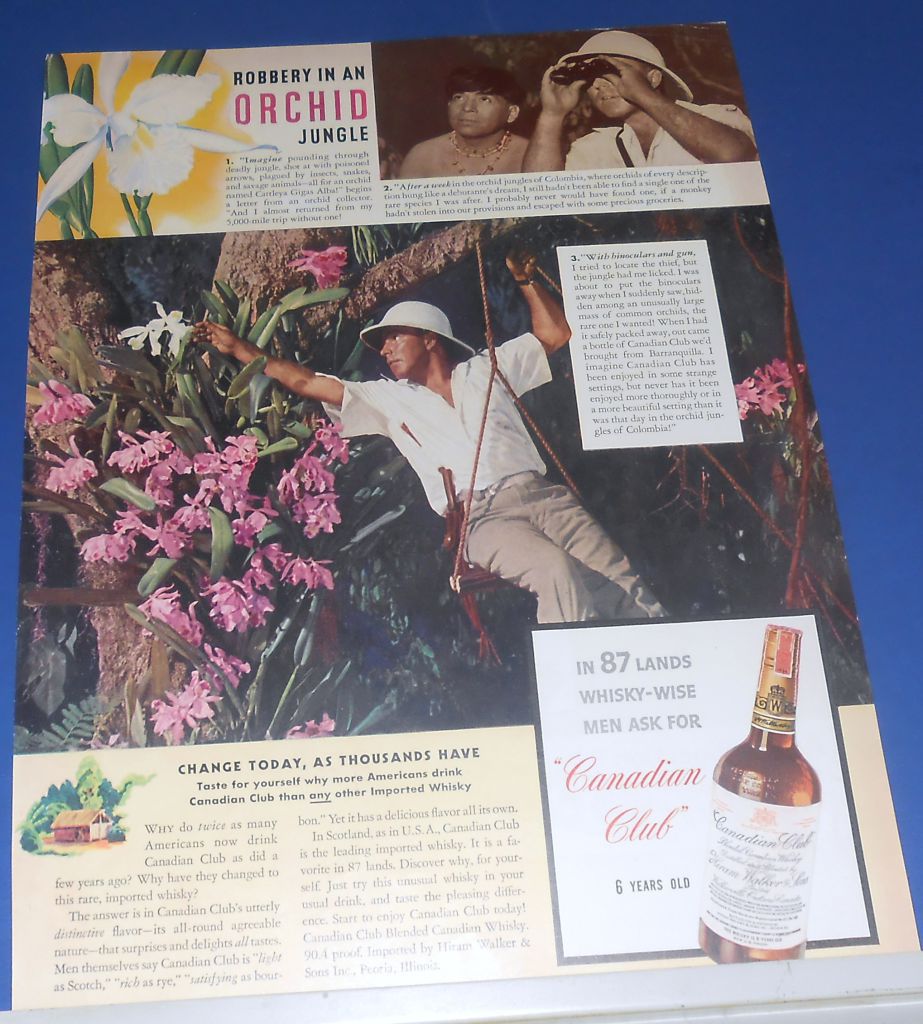 ROBBERY IN AN
ORCHID
JUNGLE
1. "Imagine pounding through
deadly jungle, shot at with poisoned
arrows, plagued by insects, snakes,
and savage animals—all for an orchid
named Cattleya Gigas Alba!" begins
a letter from an orchid collector.
"And I almost returned from my
5,000-mile trip without one!
2. "After a week in the orchid jungles of Colombia, where orchids of every descrip-
tion hung like a debutante's dream, I still hadn't been able to find a single one of the
rare species I was after. I probably never would have found one, if a monkey
hadn't stolen into our provisions and escaped with some precious groceries.
3. "With binoculars and gun,
I tried to locate the thief, but
the jungle had me licked. I was
about to put the binoculars
away when I suddenly saw, hid-
den among an unusually large
mass of common orchids, the
rare one I wanted! When I had
it safely packed away, out came
a bottle of Canadian Club we'd
brought from Barranquilla. I
imagine Canadian Club has
been enjoyed in some strange
settings, but never has it been
enjoyed more thoroughly or in
a more beautiful setting than it
was that day in the orchid jun-
gles of Colombia!"
IN 87 LANDS
WHISKY-WISE
MEN ASK FOR
"Canadian
Club"
6 YEARS OLD
HW
"Canadian Club"
Hiram Walker & Sons
CHANGE TODAY, AS THOUSANDS HAVE
Taste for yourself why more Americans drink
Canadian Club than any other Imported Whisky
WHY do twice as many
Americans now drink
Canadian Club as did a
few years ago? Why have they changed to
this rare, imported whisky?
The answer is in Canadian Club's utterly
distinctive flavor—its all-round agreeable
nature—that surprises and delights all tastes.
Men themselves say Canadian Club is "light
as Scotch," "rich as rye," "satisfying as bour-
bon." Yet it has a delicious flavor all its own.
In Scotland, as in U.S.A., Canadian Club
is the leading imported whisky. It is a fa-
vorite in 87 lands. Discover why, for your-
self. Just try this unusual whisky in your
usual drink, and taste the pleasing differ-
ence. Start to enjoy Canadian Club today!
Canadian Club Blended Canadian Whisky.
90.4 proof. Imported by Hiram Walker &
Sons Inc., Peoria, Illinois.